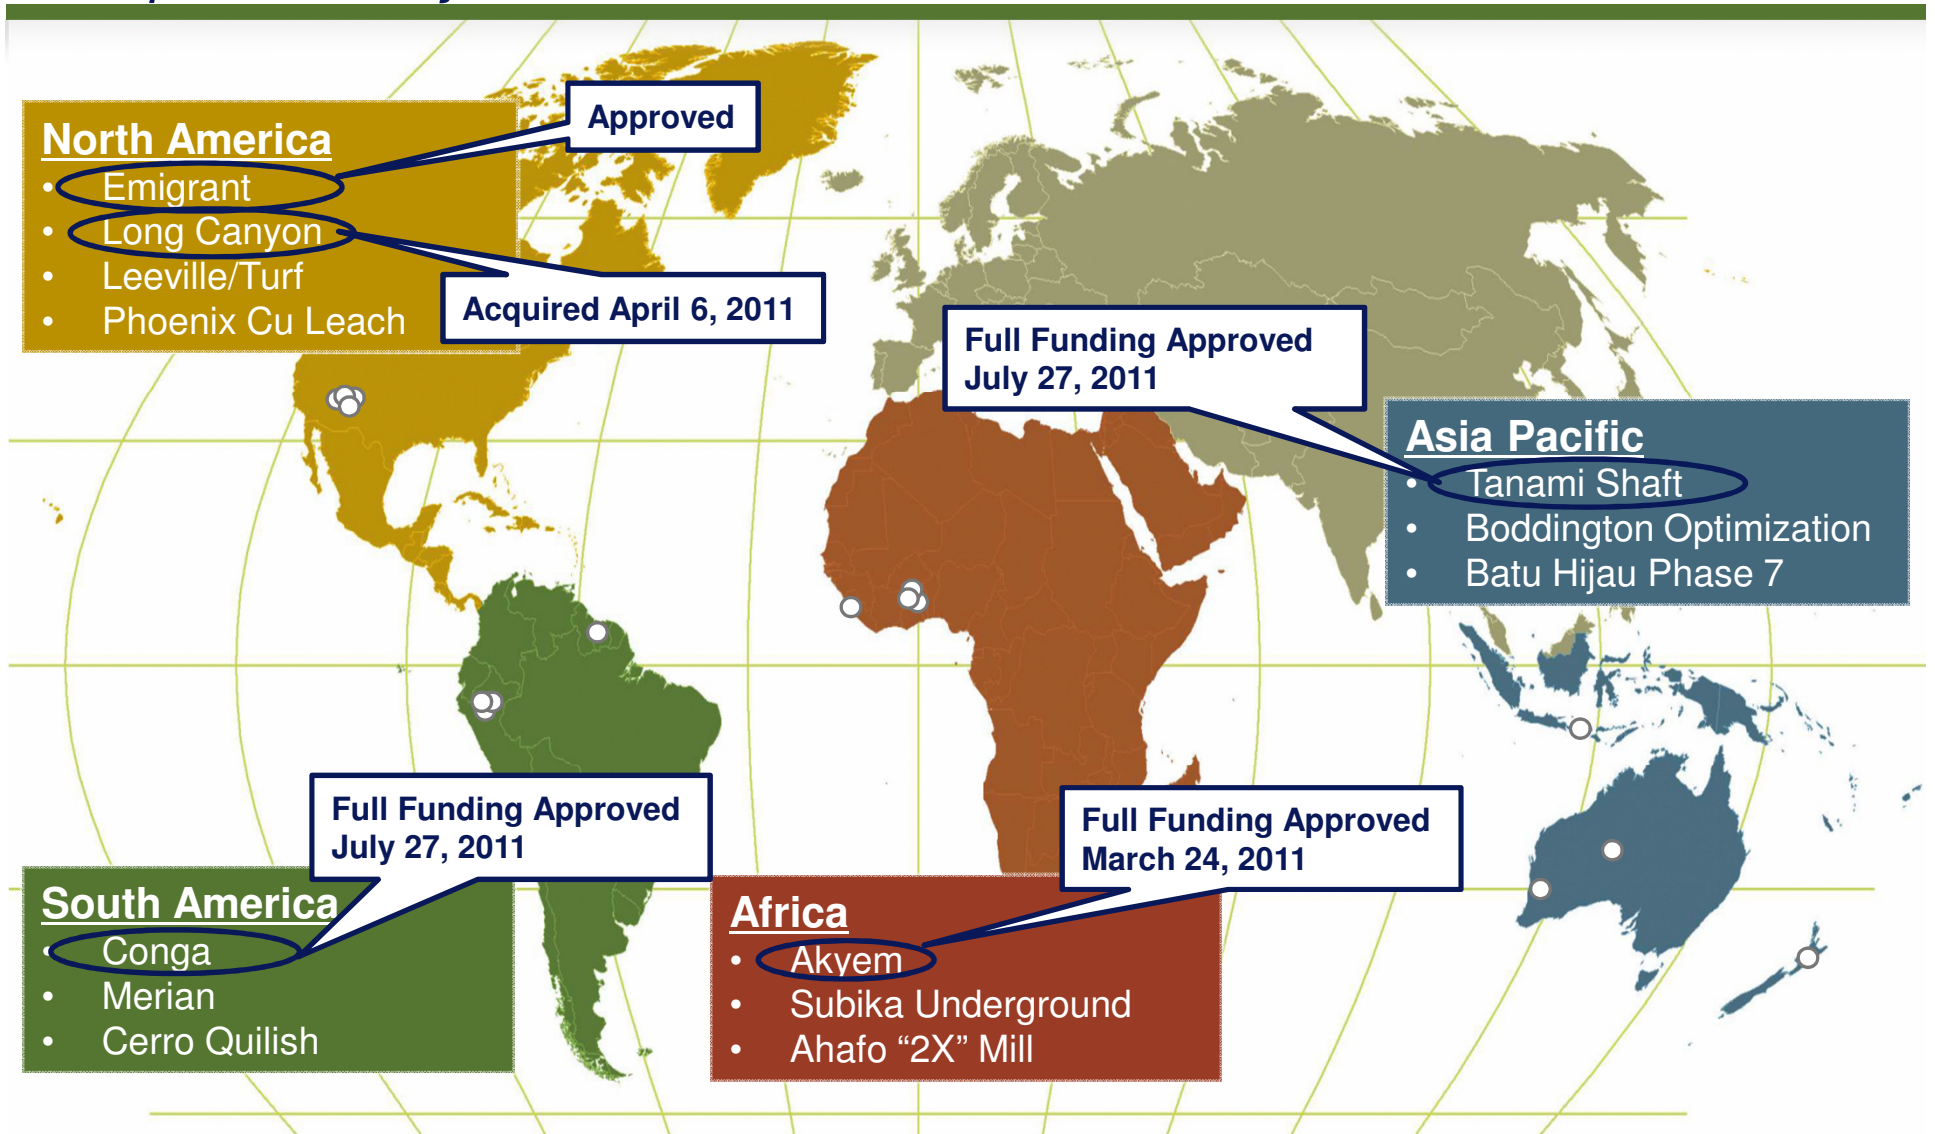 North America
• Emigrant
• Long Canyon
• Leeville/Turf
• Phoenix Cu Leach
Approved
Acquired April 6, 2011
Full Funding Approved
July 27, 2011
Asia Pacific
• Tanami Shaft
• Boddington Optimization
• Batu Hijau Phase 7
Full Funding Approved
July 27, 2011
South America
• Conga
• Merian
• Cerro Quilish
Full Funding Approved
March 24, 2011
Africa
• Akyem
• Subika Underground
• Ahafo “2X” Mill